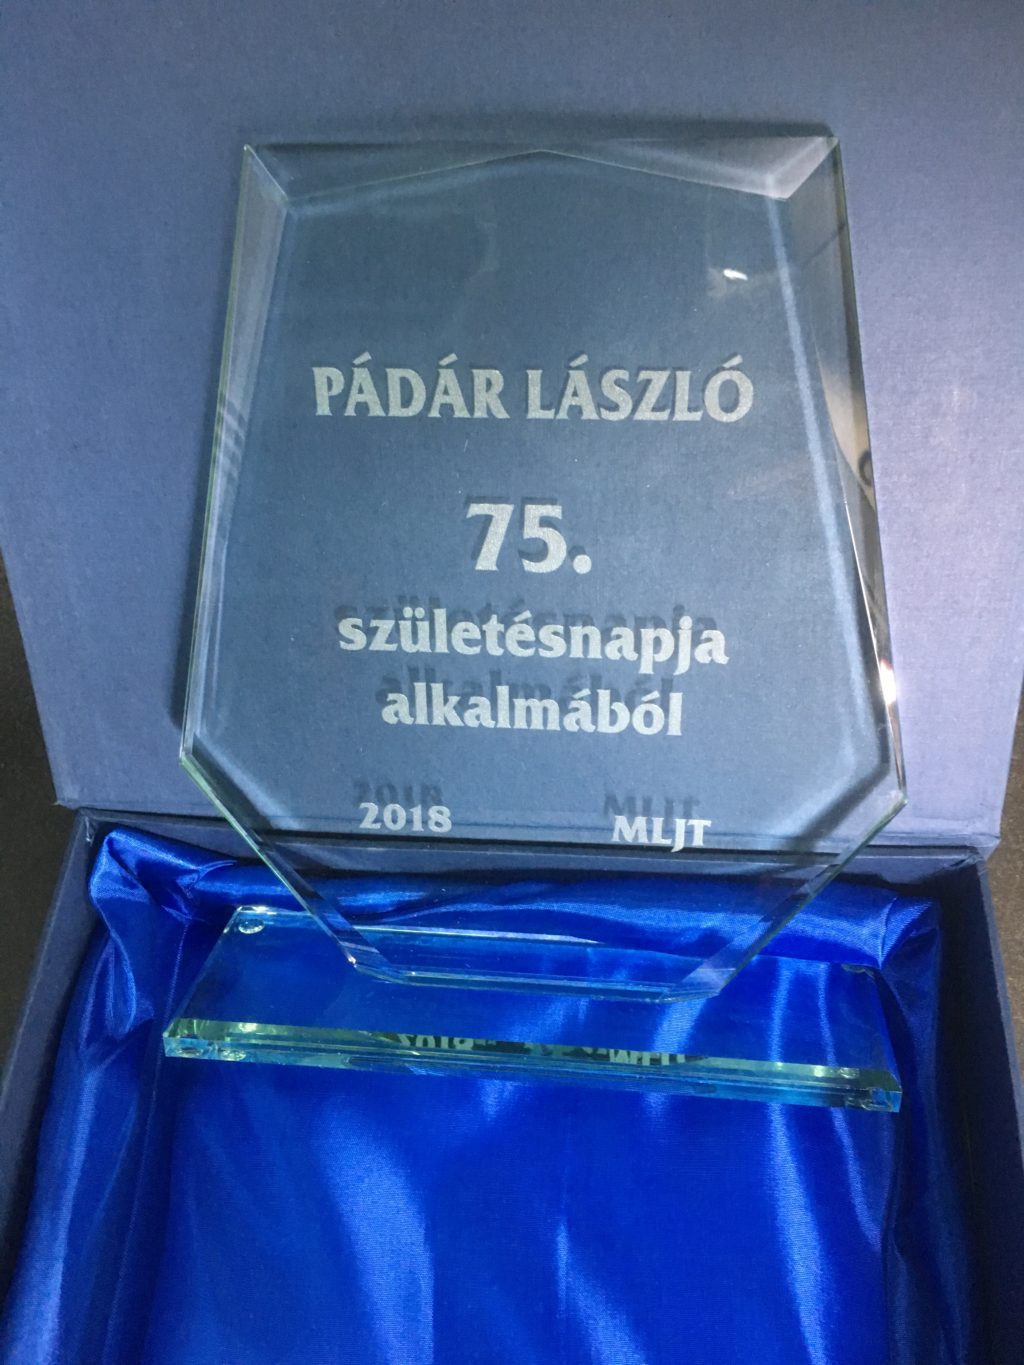 PÁDÁR LÁSZLÓ
75.
születésnapja
alkalmából
2018 MLJT